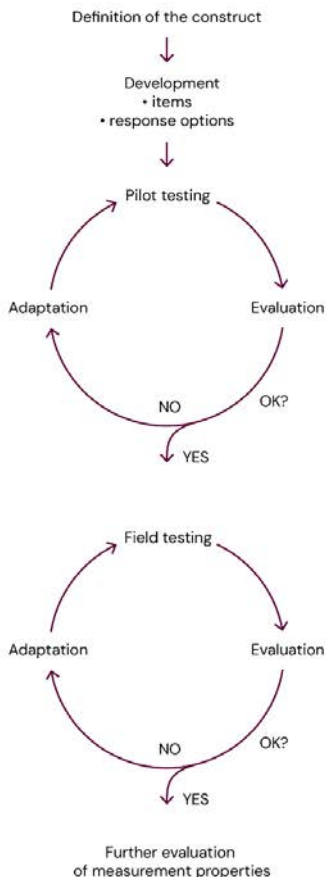 Definition of the construct
Development
• items
• response options
Pilot testing
Adaptation
Evaluation
NO
OK?
YES
Field testing
Adaptation
Evaluation
NO
OK?
YES
Further evaluation
of measurement properties